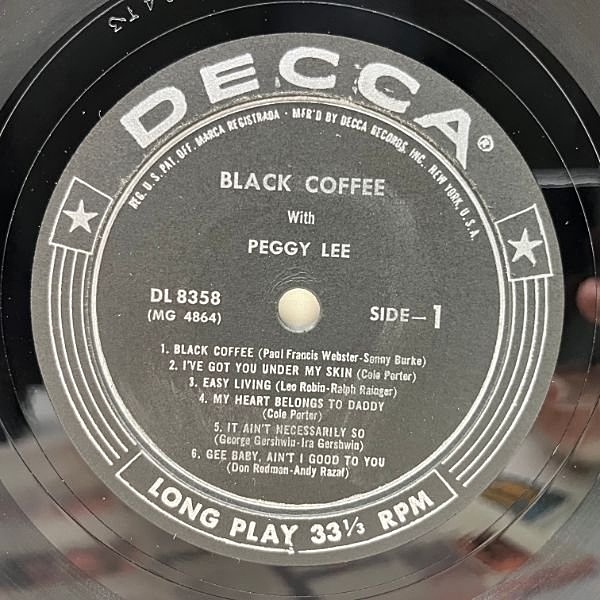 DECCA®
REG. U.S. PAT. OFF. MARCA REGISTRADA · MF'R'D BY DECCA RECORDS, INC., NEW YORK, U.S.A.
BLACK COFFEE
With
PEGGY LEE
DL 8358
(MG 4864)
SIDE—1
1. BLACK COFFEE (Paul Francis Webster-Sonny Burke)
2. I'VE GOT YOU UNDER MY SKIN (Cole Porter)
3. EASY LIVING (Leo Robin-Ralph Rainger)
4. MY HEART BELONGS TO DADDY
(Cole Porter)
5. IT AIN'T NECESSARILY SO
(George Gershwin-Ira Gershwin)
6. GEE BABY, AIN'T I GOOD TO YOU
(Don Redman-Andy Razaf)
LONG PLAY 33⅓ RPM